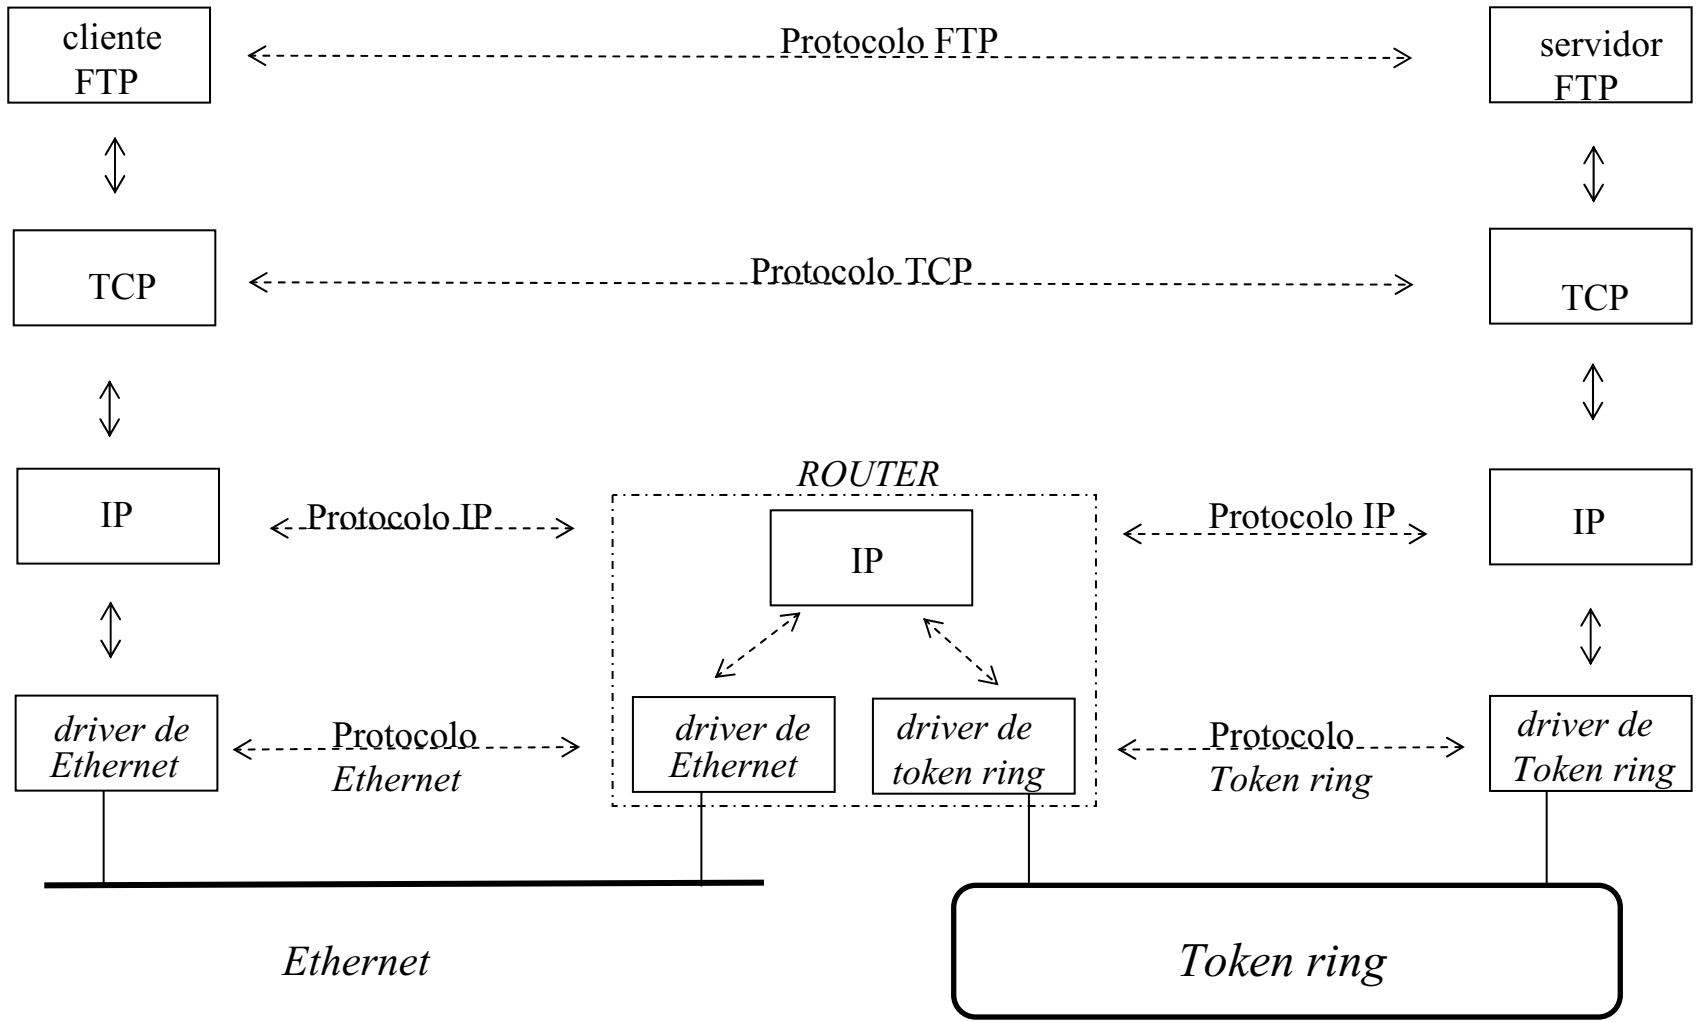 cliente
FTP
Protocolo FTP
servidor
FTP
TCP
Protocolo TCP
TCP
ROUTER
IP
Protocolo IP
IP
Protocolo IP
IP
driver de
Ethernet
Protocolo
Ethernet
driver de
Ethernet
driver de
token ring
Protocolo
Token ring
driver de
Token ring
Ethernet
Token ring